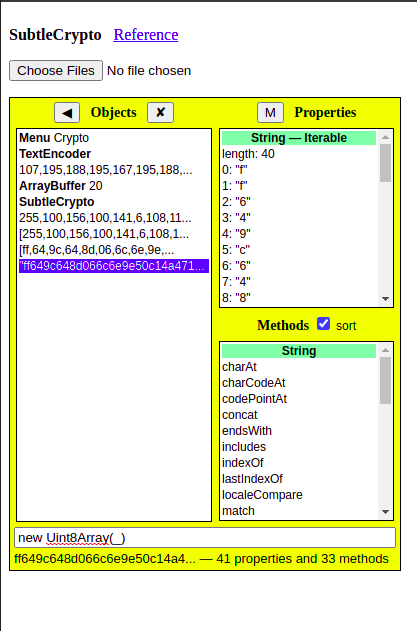 SubtleCrypto Reference
Choose Files No file chosen
◀ Objects ✘
Menu Crypto
TextEncoder
107,195,188,195,167,195,188,...
ArrayBuffer 20
SubtleCrypto
255,100,156,100,141,6,108,11...
[255,100,156,100,141,6,108,1...
[ff,64,9c,64,8d,06,6c,6e,9e,...
"ff649c648d066c6e9e50c14a471...
M Properties
String — Iterable
length: 40
0: "f"
1: "f"
2: "6"
3: "4"
4: "9"
5: "c"
6: "6"
7: "4"
8: "8"
Methods sort
String
charAt
charCodeAt
codePointAt
concat
endsWith
includes
indexOf
lastIndexOf
localeCompare
match
new Uint8Array(_)
ff649c648d066c6e9e50c14a4... — 41 properties and 33 methods